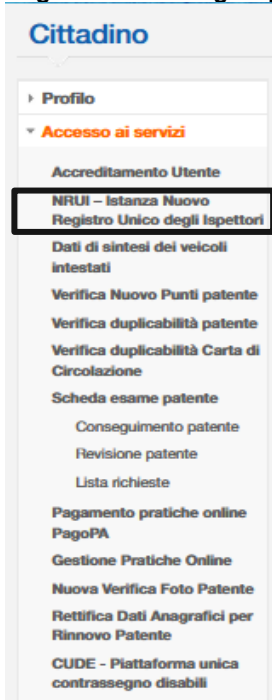 Cittadino
Profilo
Accesso ai servizi
Accreditamento Utente
NRUI – Istanza Nuovo
Registro Unico degli Ispettori
Dati di sintesi dei veicoli
intestati
Verifica Nuovo Punti patente
Verifica duplicabilità patente
Verifica duplicabilità Carta di
Circolazione
Scheda esame patente
Conseguimento patente
Revisione patente
Lista richieste
Pagamento pratiche online
PagoPA
Gestione Pratiche Online
Nuova Verifica Foto Patente
Rettifica Dati Anagrafici per
Rinnovo Patente
CUDE - Piattaforma unica
contrassegno disabili